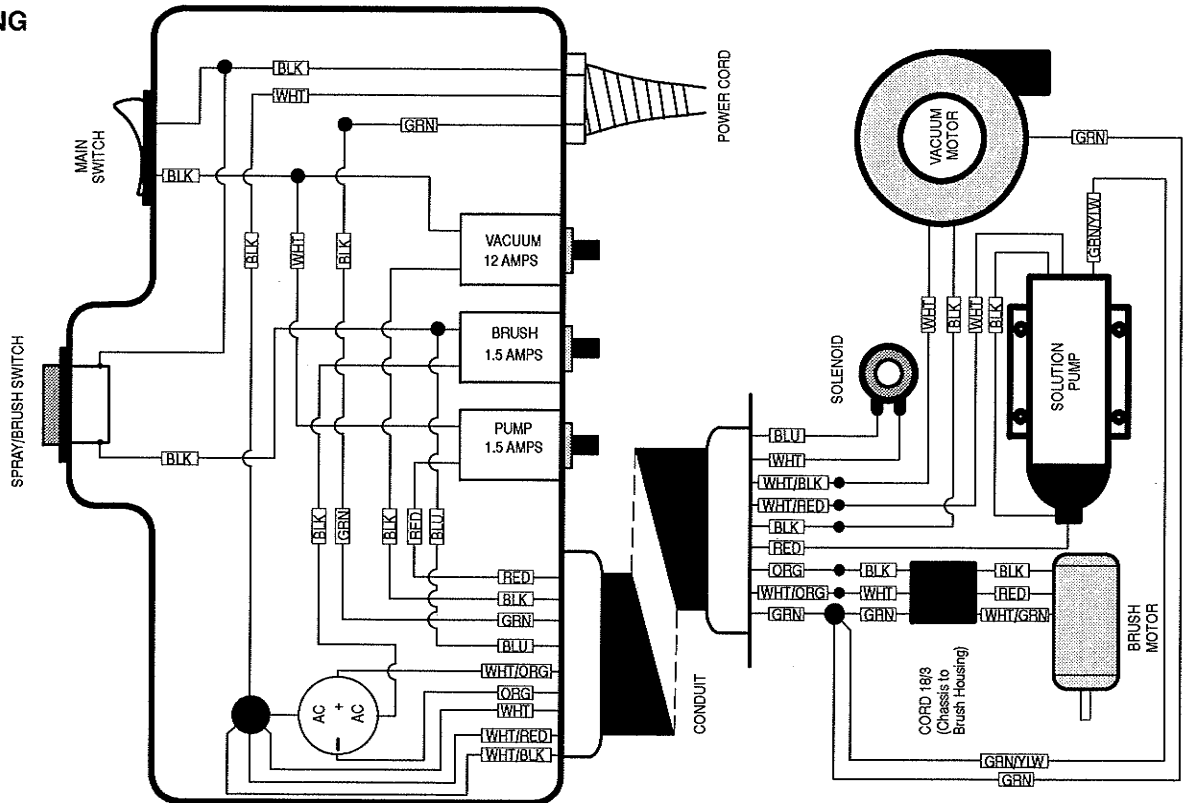 NG
MAIN
SWITCH
SPRAY/BRUSH SWITCH
BLK
WHT
GRN
BLK
BLK
WHT
BLK
BLK
VACUUM
12 AMPS
BRUSH
1.5 AMPS
PUMP
1.5 AMPS
BLK
GRN
BLK
RED
BLU
RED
BLK
GRN
BLU
WHT/ORG
ORG
WHT
WHT/RED
WHT/BLK
AC + AC
−
POWER CORD
CONDUIT
SOLENOID
VACUUM
MOTOR
GRN
GRN/YLW
WHT
BLK
WHT
BLK
SOLUTION
PUMP
BLU
WHT
WHT/BLK
WHT/RED
BLK
RED
ORG
WHT/ORG
GRN
BLK
WHT
GRN
BLK
RED
WHT/GRN
BRUSH
MOTOR
CORD 18/3
(Chassis to
Brush Housing)
GRN/YLW
GRN